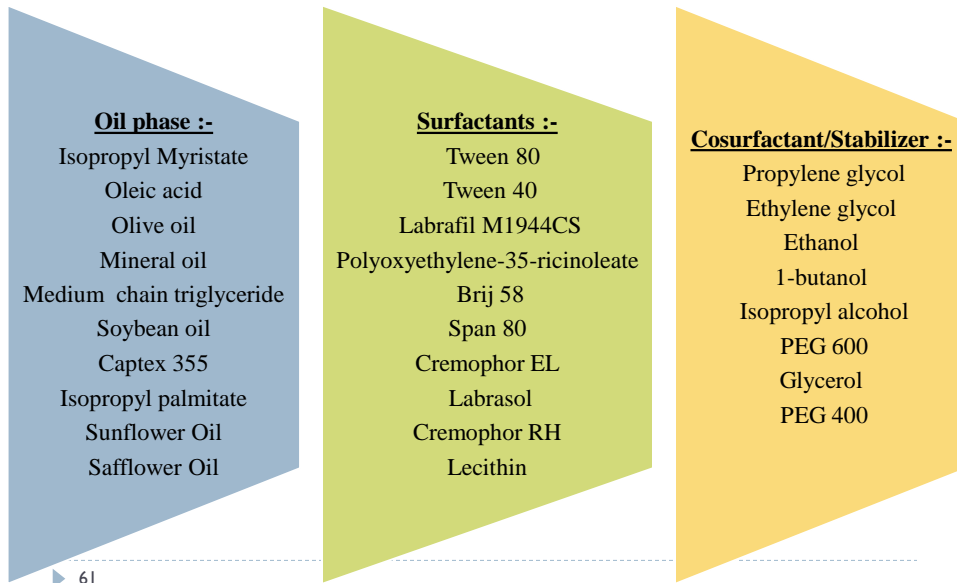 Oil phase :-
Isopropyl Myristate
Oleic acid
Olive oil
Mineral oil
Medium chain triglyceride
Soybean oil
Captex 355
Isopropyl palmitate
Sunflower Oil
Safflower Oil
Surfactants :-
Tween 80
Tween 40
Labrafil M1944CS
Polyoxyethylene-35-ricinoleate
Brij 58
Span 80
Cremophor EL
Labrasol
Cremophor RH
Lecithin
Cosurfactant/Stabilizer :-
Propylene glycol
Ethylene glycol
Ethanol
1-butanol
Isopropyl alcohol
PEG 600
Glycerol
PEG 400
61